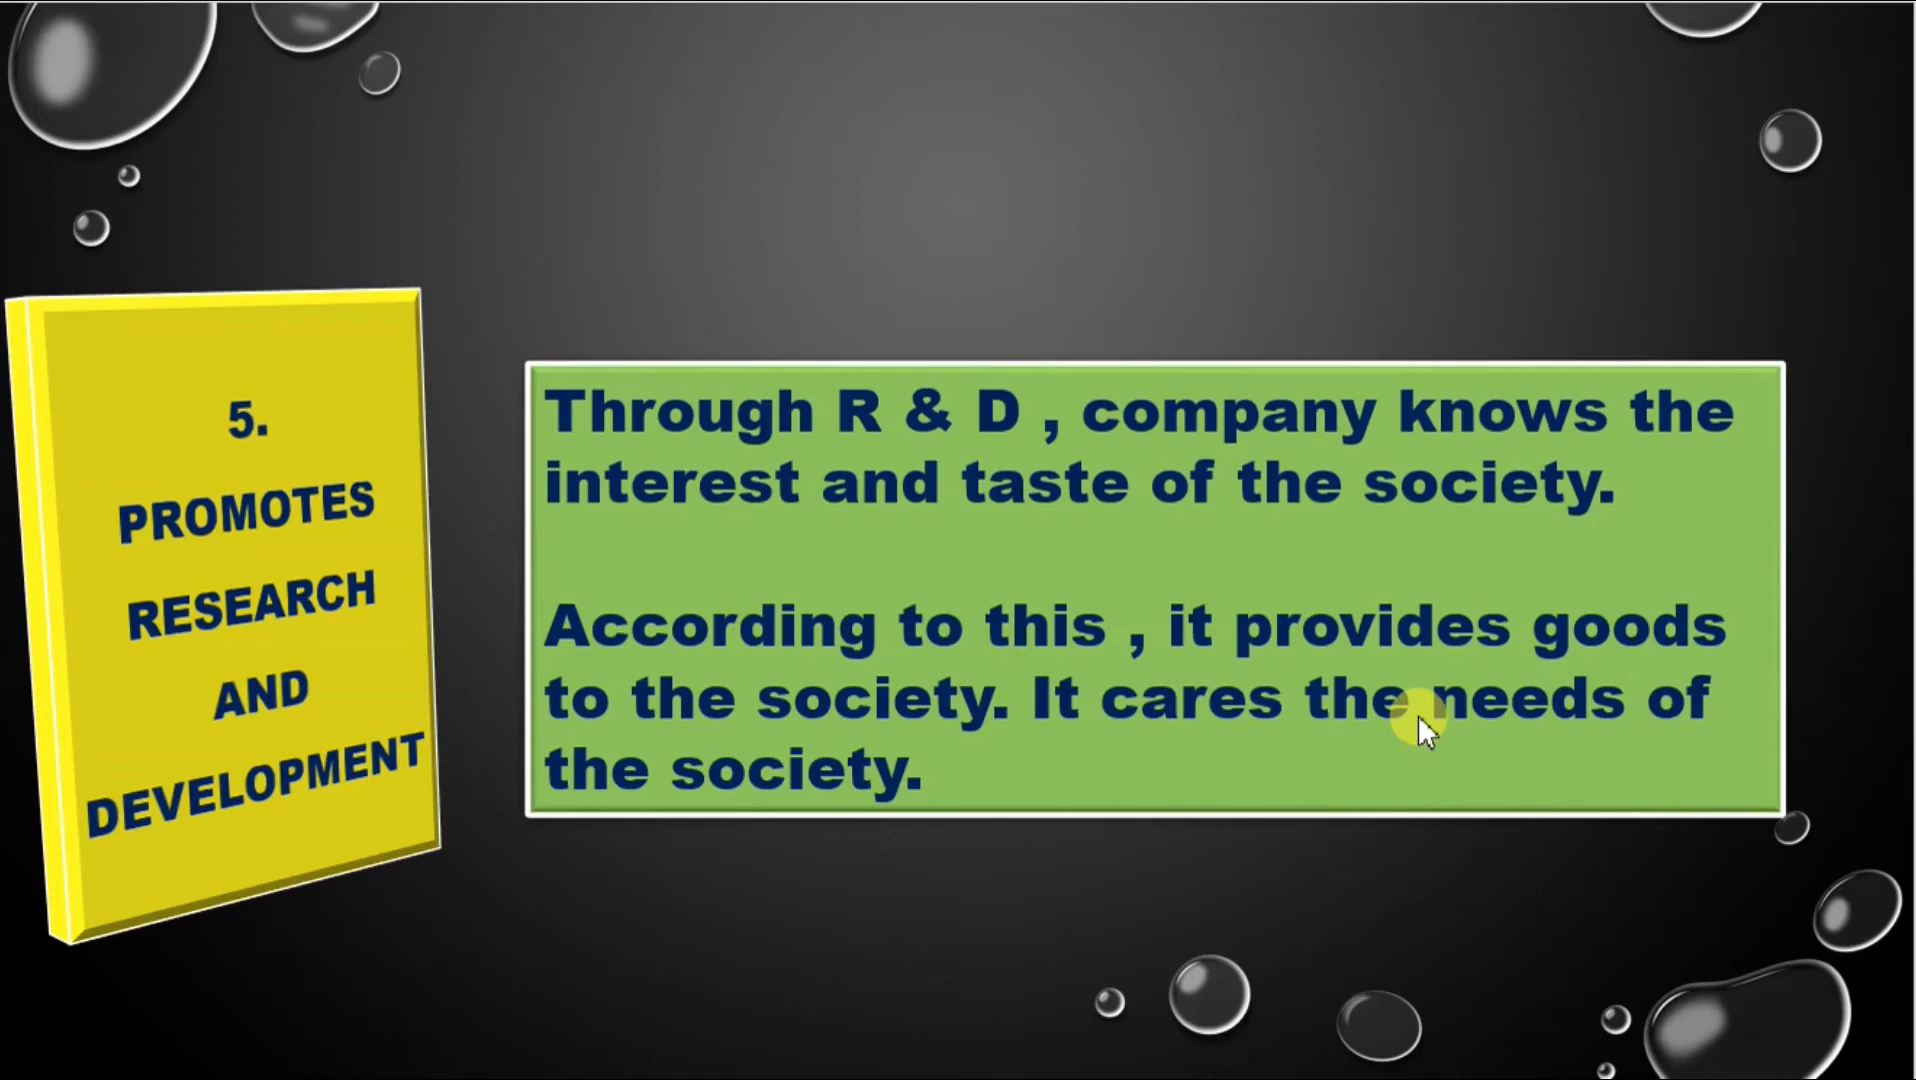 5.
PROMOTES
RESEARCH
AND
DEVELOPMENT
Through R & D , company knows the
interest and taste of the society.
According to this , it provides goods
to the society. It cares the needs of
the society.